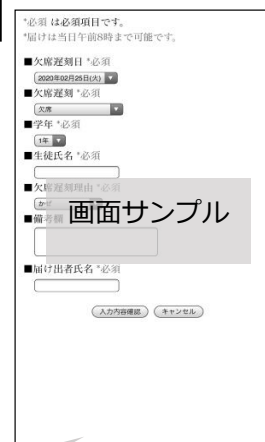 *必須 は必須項目です。
*届けは当日午前8時まで可能です。
■欠席遅刻日 *必須
2020年02月25日(火)
■欠席遅刻 *必須
欠席
■学年 *必須
1年
■生徒氏名 *必須
■欠席遅刻理由 *必須
かぜ
■備考欄
画面サンプル
■届け出者氏名 *必須
入力内容確認 キャンセル